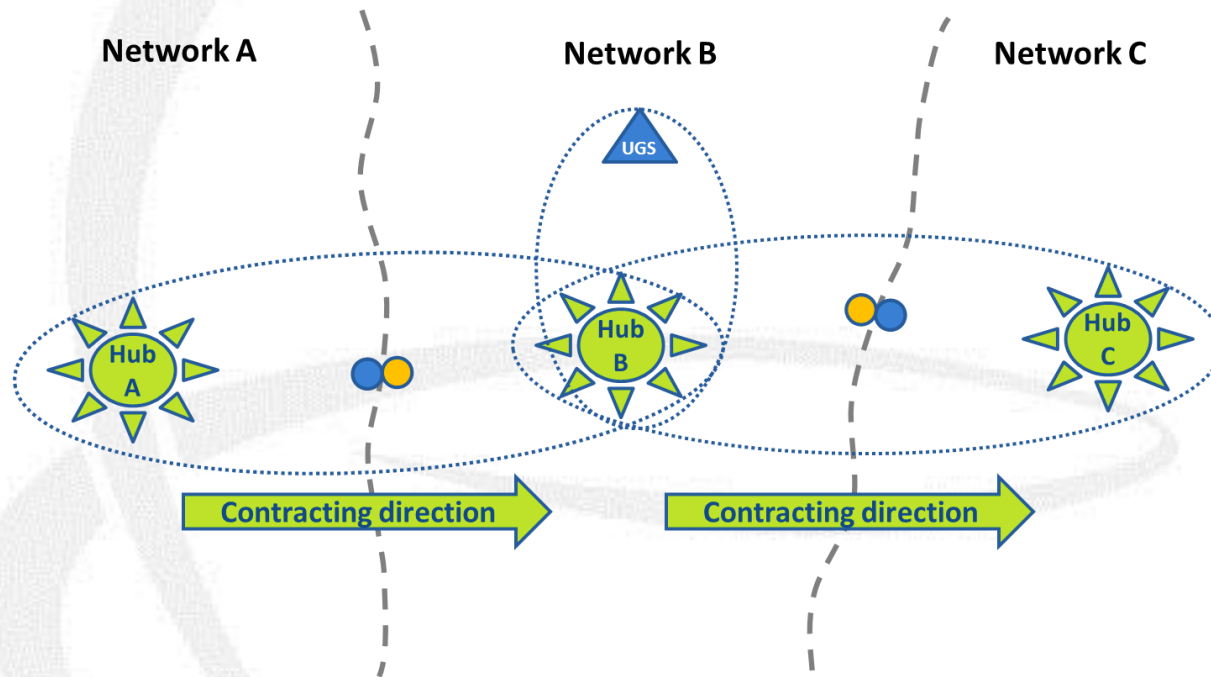 Network A
Network B
Network C
UGS
Hub
A
Hub
B
Hub
C
Contracting direction
Contracting direction